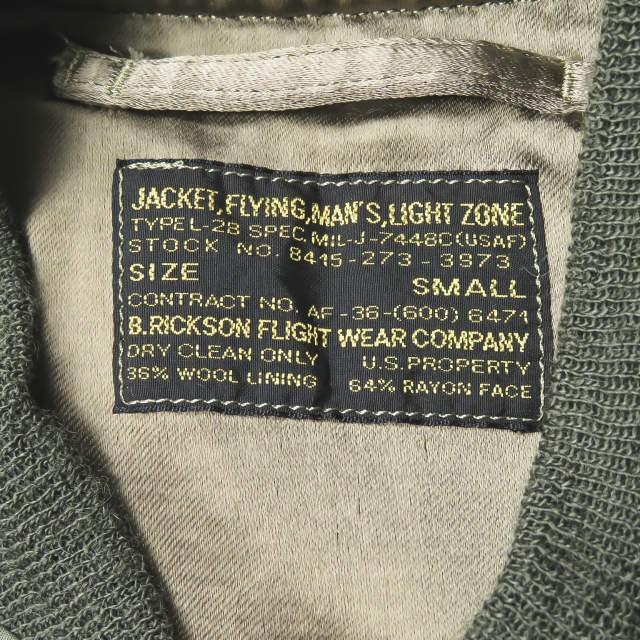 JACKET,FLYING,MAN'S,LIGHT ZONE
TYPE L-2B SPEC.MIL-J-7448C(USAF)
STOCK NO. 8415-273-3973
SIZE SMALL
CONTRACT NO. AF-36-(600) 6471
B.RICKSON FLIGHT WEAR COMPANY
DRY CLEAN ONLY U.S.PROPERTY
36% WOOL LINING 64% RAYON FACE